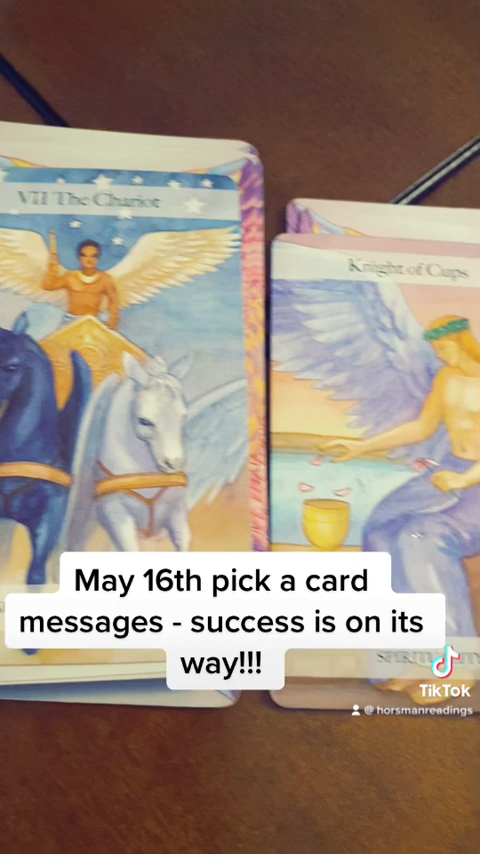 VII The Chariot
Knight of Cups
May 16th pick a card
messages - success is on its
way!!!
TikTok
@ horsmanreadings